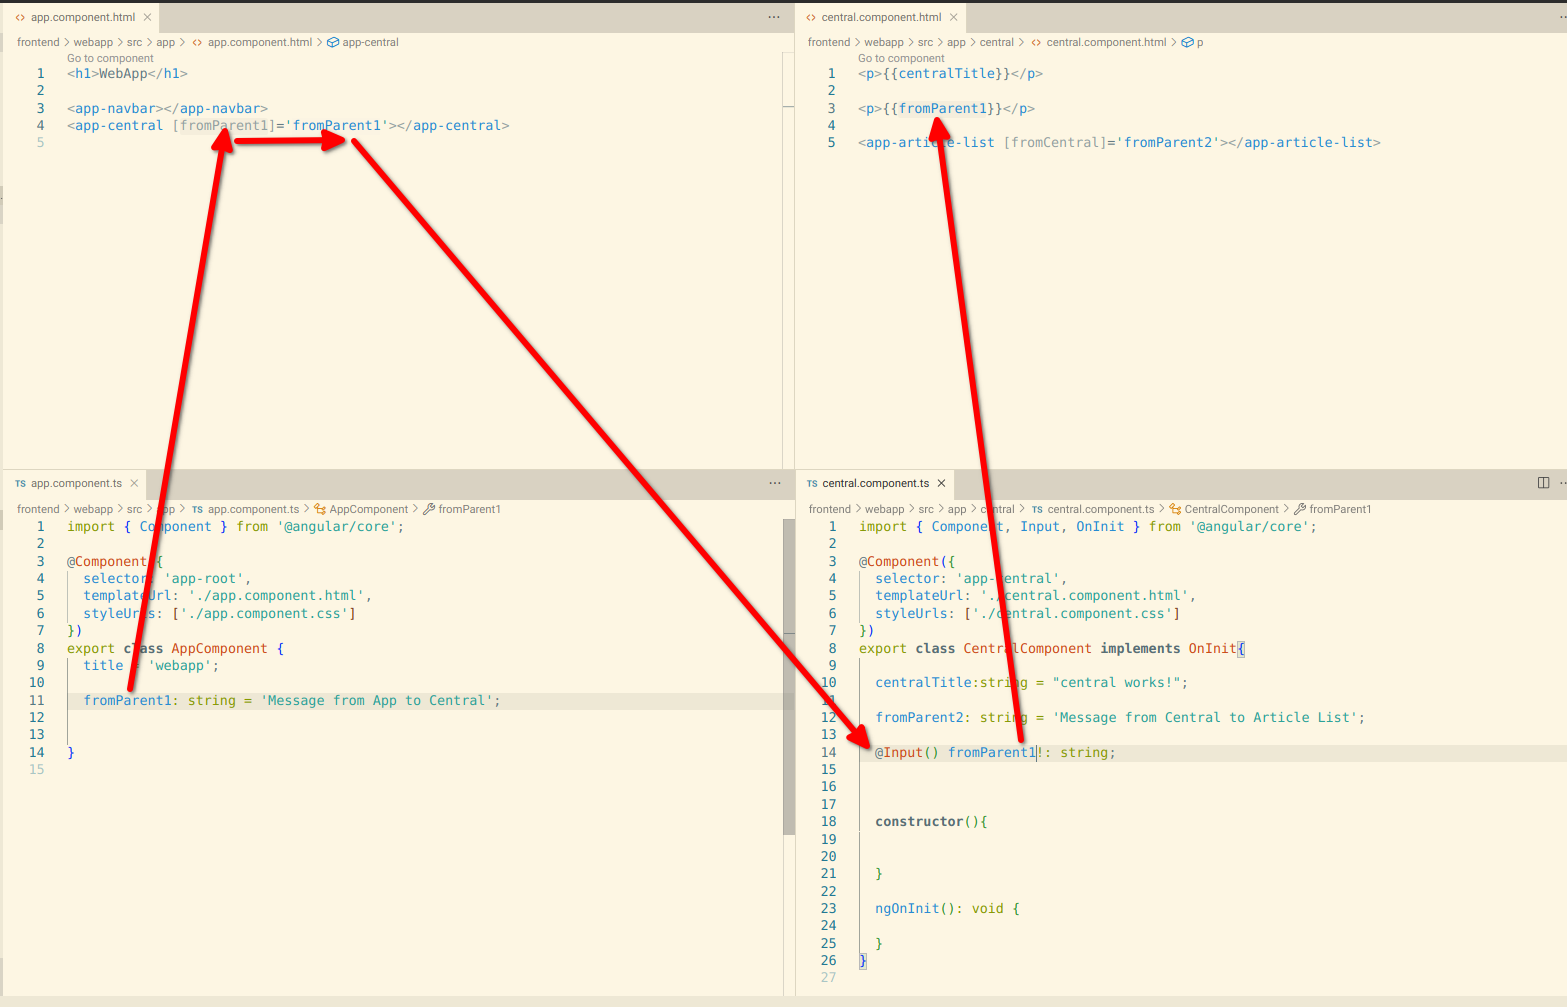 app.component.html
frontend > webapp > src > app > app.component.html > app-central
Go to component
1 <h1>WebApp</h1>
2
3 <app-navbar></app-navbar>
4 <app-central [fromParent1]='fromParent1'></app-central>
5
central.component.html
frontend > webapp > src > app > central > central.component.html > p
Go to component
1 <p>{{centralTitle}}</p>
2
3 <p>{{fromParent1}}</p>
4
5 <app-article-list [fromCentral]='fromParent2'></app-article-list>
TS app.component.ts
frontend > webapp > src > app > TS app.component.ts > AppComponent > fromParent1
1 import { Component } from '@angular/core';
2
3 @Component({
4 selector: 'app-root',
5 templateUrl: './app.component.html',
6 styleUrls: ['./app.component.css']
7 })
8 export class AppComponent {
9 title = 'webapp';
10
11 fromParent1: string = 'Message from App to Central';
12
13
14 }
15
TS central.component.ts
frontend > webapp > src > app > central > TS central.component.ts > CentralComponent > fromParent1
1 import { Component, Input, OnInit } from '@angular/core';
2
3 @Component({
4 selector: 'app-central',
5 templateUrl: './central.component.html',
6 styleUrls: ['./central.component.css']
7 })
8 export class CentralComponent implements OnInit{
9
10 centralTitle:string = "central works!";
11
12 fromParent2: string = 'Message from Central to Article List';
13
14 @Input() fromParent1!: string;
15
16
17
18 constructor(){
19
20
21 }
22
23 ngOnInit(): void {
24
25 }
26 }
27